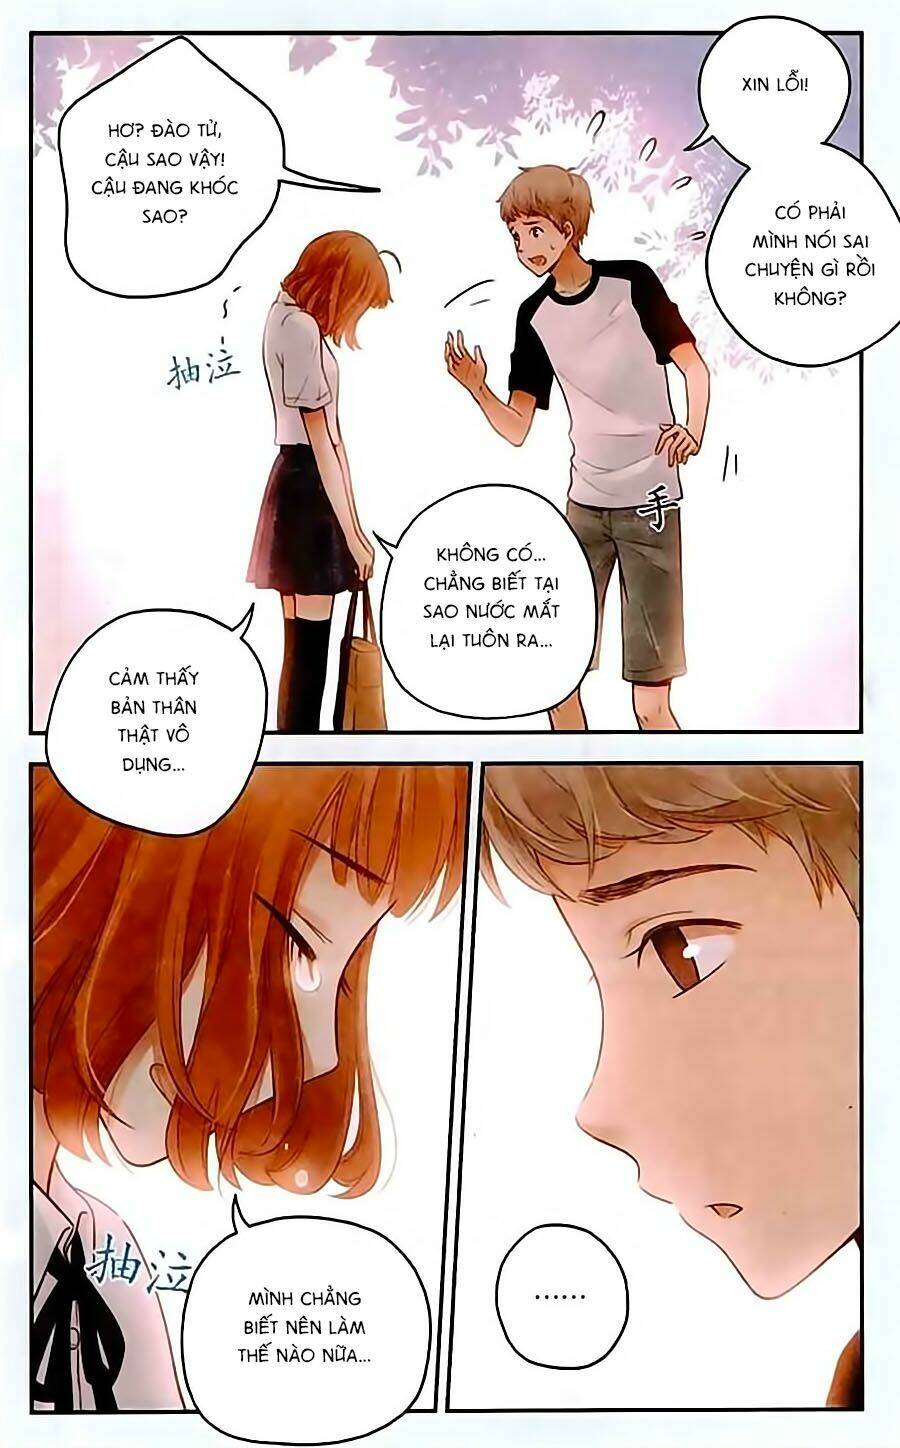 HƠ? ĐÀO TỬ,
CẬU SAO VẬY!
CẬU ĐANG KHÓC
SAO?
XIN LỖI!
CÓ PHẢI
MÌNH NÓI SAI
CHUYỆN GÌ RỒI
KHÔNG?
抽泣
手
KHÔNG CÓ...
CHẲNG BIẾT TẠI
SAO NƯỚC MẮT
LẠI TUÔN RA...
CẢM THẤY
BẢN THÂN
THẬT VÔ
DỤNG...
抽泣
MÌNH CHẲNG
BIẾT NÊN LÀM
THẾ NÀO NỮA...
......